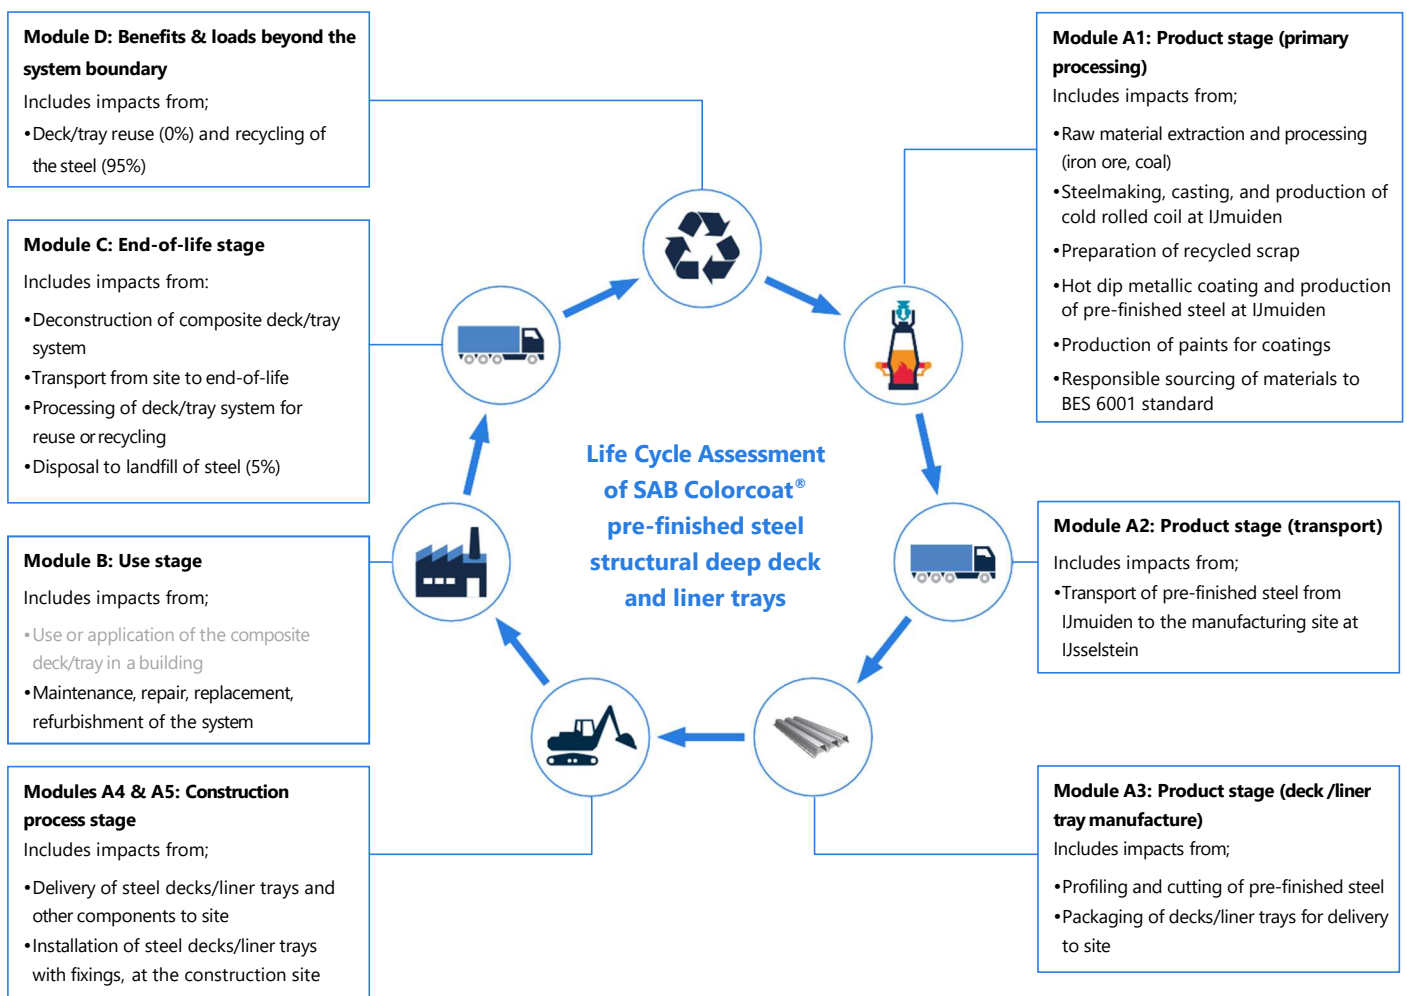 Module D: Benefits & loads beyond the
system boundary
Includes impacts from;
•Deck/tray reuse (0%) and recycling of
the steel (95%)
Module C: End-of-life stage
Includes impacts from:
•Deconstruction of composite deck/tray
system
•Transport from site to end-of-life
•Processing of deck/tray system for
reuse or recycling
•Disposal to landfill of steel (5%)
Module B: Use stage
Includes impacts from;
•Use or application of the composite
deck/tray in a building
•Maintenance, repair, replacement,
refurbishment of the system
Modules A4 & A5: Construction
process stage
Includes impacts from;
•Delivery of steel decks/liner trays and
other components to site
•Installation of steel decks/liner trays
with fixings, at the construction site
Life Cycle Assessment
of SAB Colorcoat®
pre-finished steel
structural deep deck
and liner trays
Module A1: Product stage (primary
processing)
Includes impacts from;
•Raw material extraction and processing
(iron ore, coal)
•Steelmaking, casting, and production of
cold rolled coil at IJmuiden
•Preparation of recycled scrap
•Hot dip metallic coating and production
of pre-finished steel at IJmuiden
•Production of paints for coatings
•Responsible sourcing of materials to
BES 6001 standard
Module A2: Product stage (transport)
Includes impacts from;
•Transport of pre-finished steel from
IJmuiden to the manufacturing site at
IJsselstein
Module A3: Product stage (deck/liner
tray manufacture)
Includes impacts from;
•Profiling and cutting of pre-finished steel
•Packaging of decks/liner trays for delivery
to site